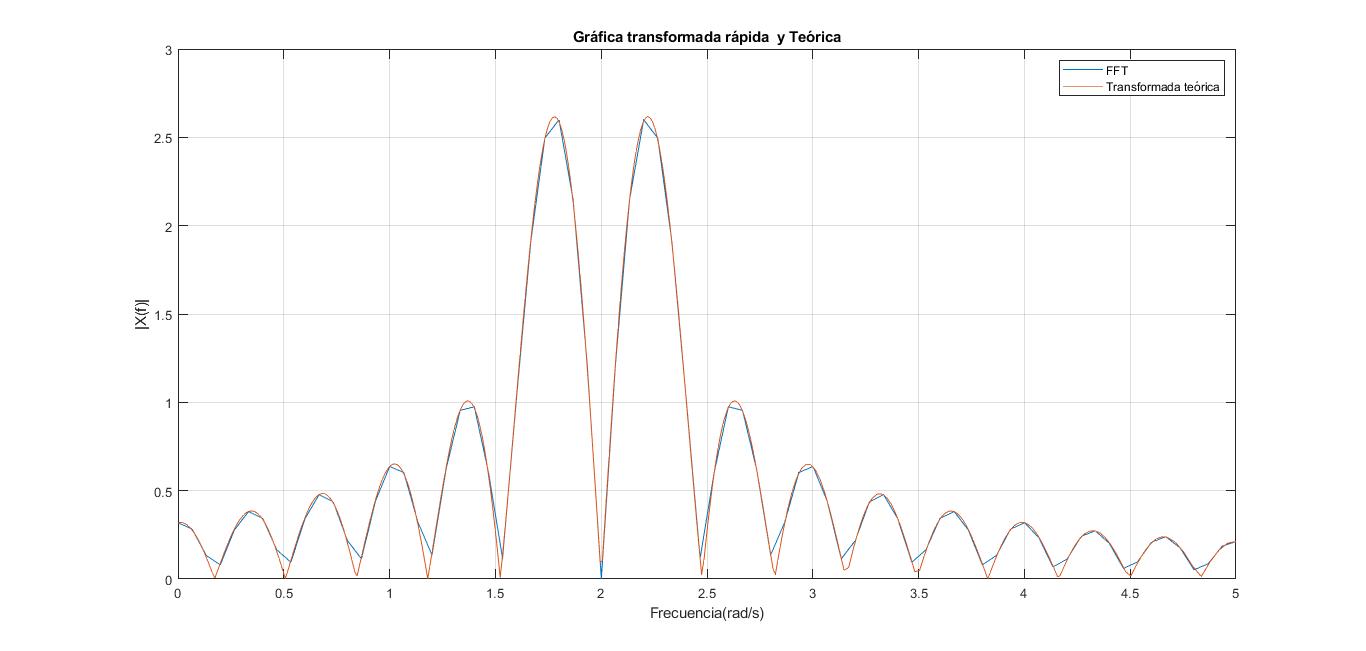 Gráfica transformada rápida  y Teórica
FFT
Transformada teórica
3
2.5
2
1.5
1
0.5
0
|X(f)|
0 0.5 1 1.5 2 2.5 3 3.5 4 4.5 5
Frecuencia(rad/s)